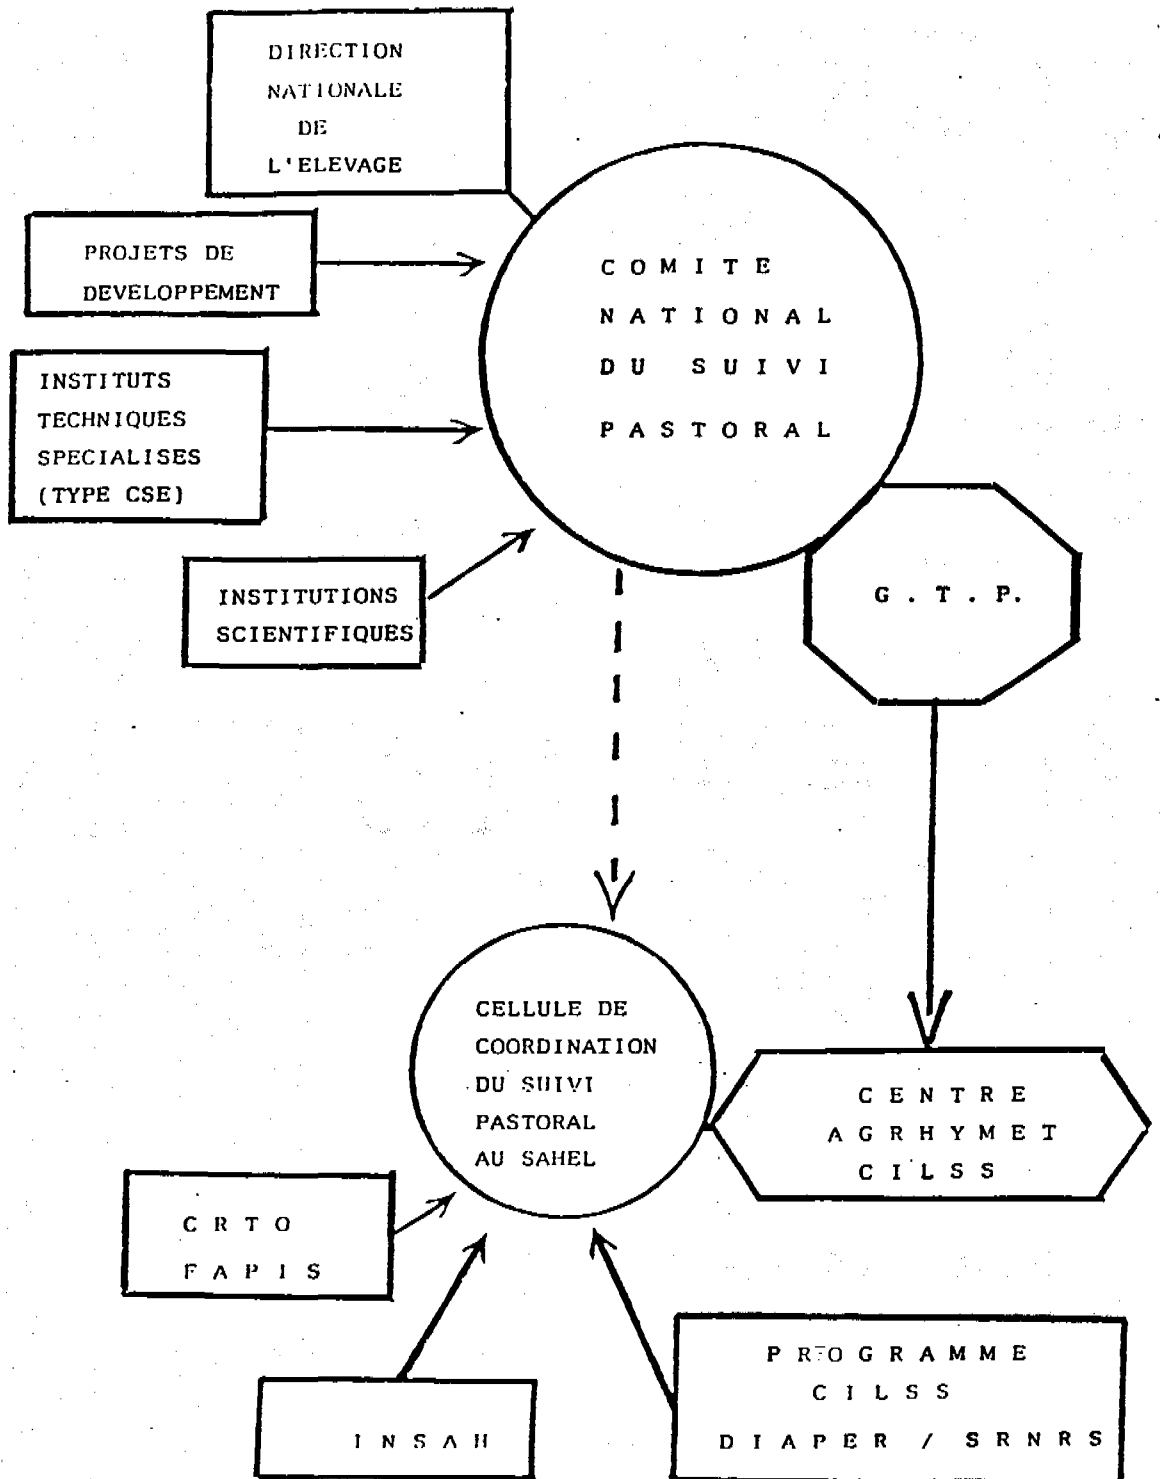 DIRECTION
NATIONALE
DE
L'ELEVAGE
PROJETS DE
DEVELOPPEMENT
COMITE
NATIONAL
DU SUIVI
PASTORAL
INSTITUTS
TECHNIQUES
SPECIALISES
(TYPE CSE)
INSTITUTIONS
SCIENTIFIQUES
G.T.P.
CELLULE DE
COORDINATION
DU SUIVI
PASTORAL
AU SAHEL
CENTRE
AGRHYMET
CILSS
CRTO
FAPIS
INSAH
PROGRAMME
CILSS
DIAPER / SRNRS